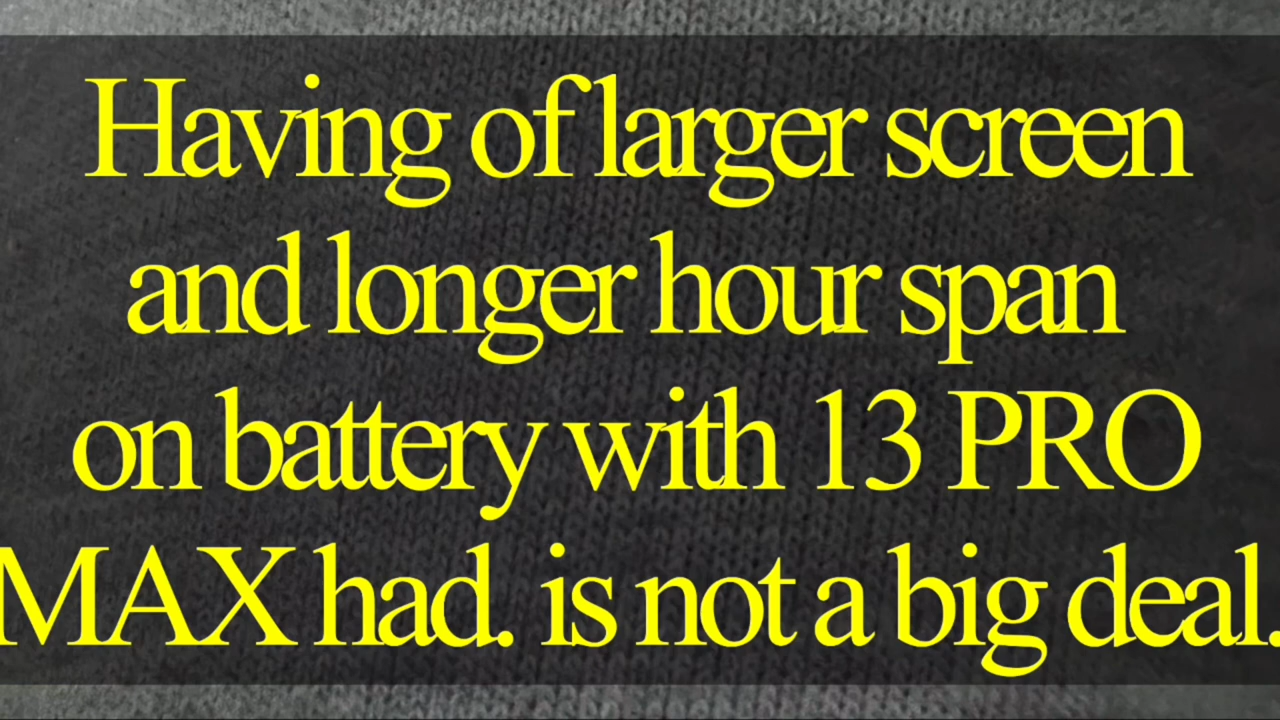 Having of larger screen
and longer hour span
on battery with 13 PRO
MAX had. is not a big deal.